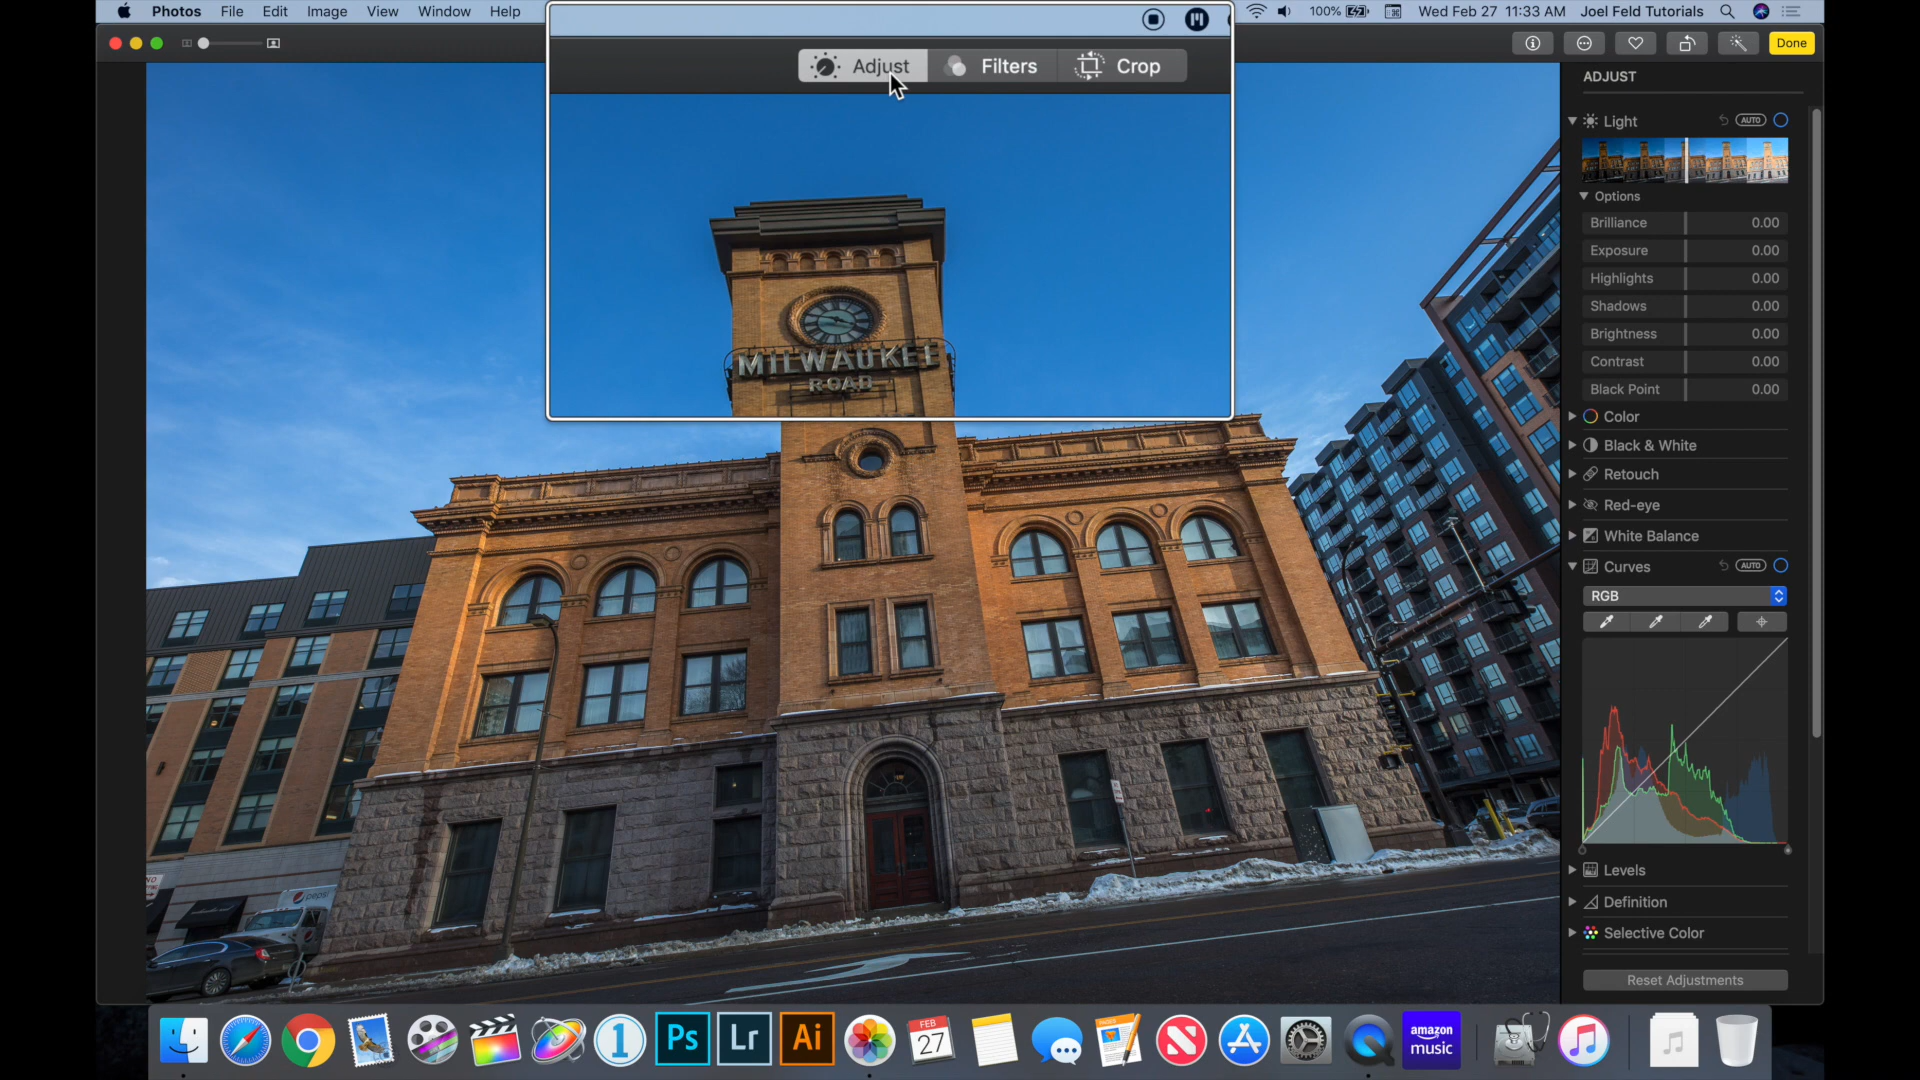 Photos File Edit Image View Window Help
100% Wed Feb 27 11:33 AM Joel Feld Tutorials
Adjust Filters Crop
Done
ADJUST
Light AUTO
Options
Brilliance 0.00
Exposure 0.00
Highlights 0.00
Shadows 0.00
Brightness 0.00
Contrast 0.00
Black Point 0.00
Color
Black & White
Retouch
Red-eye
White Balance
Curves AUTO
RGB
Levels
Definition
Selective Color
Reset Adjustments
MILWAUKEE
ROAD
pepsi
1
Ps
Lr
Ai
FEB
27
PAGES
N
amazon
music